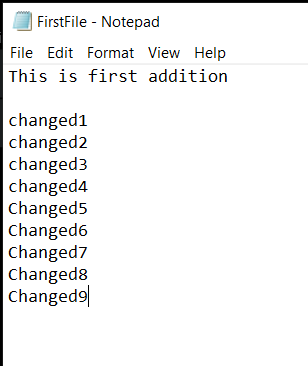 FirstFile - Notepad
File Edit Format View Help
This is first addition
changed1
changed2
changed3
changed4
Changed5
Changed6
Changed7
Changed8
Changed9